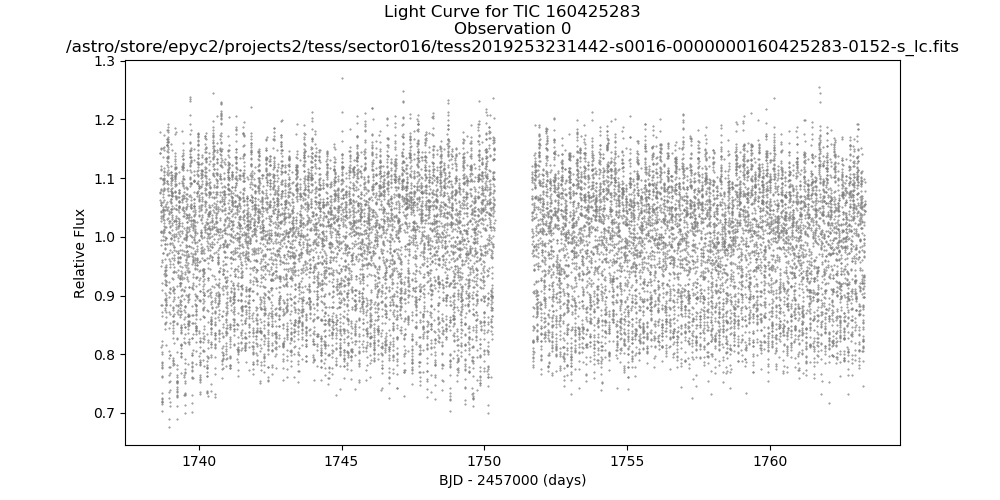 Light Curve for TIC 160425283
Observation 0
/astro/store/epyc2/projects2/tess/sector016/tess2019253231442-s0016-0000000160425283-0152-s_lc.fits
1.3
1.2
1.1
1.0
0.9
0.8
0.7
Relative Flux
1740
1745
1750
1755
1760
BJD - 2457000 (days)